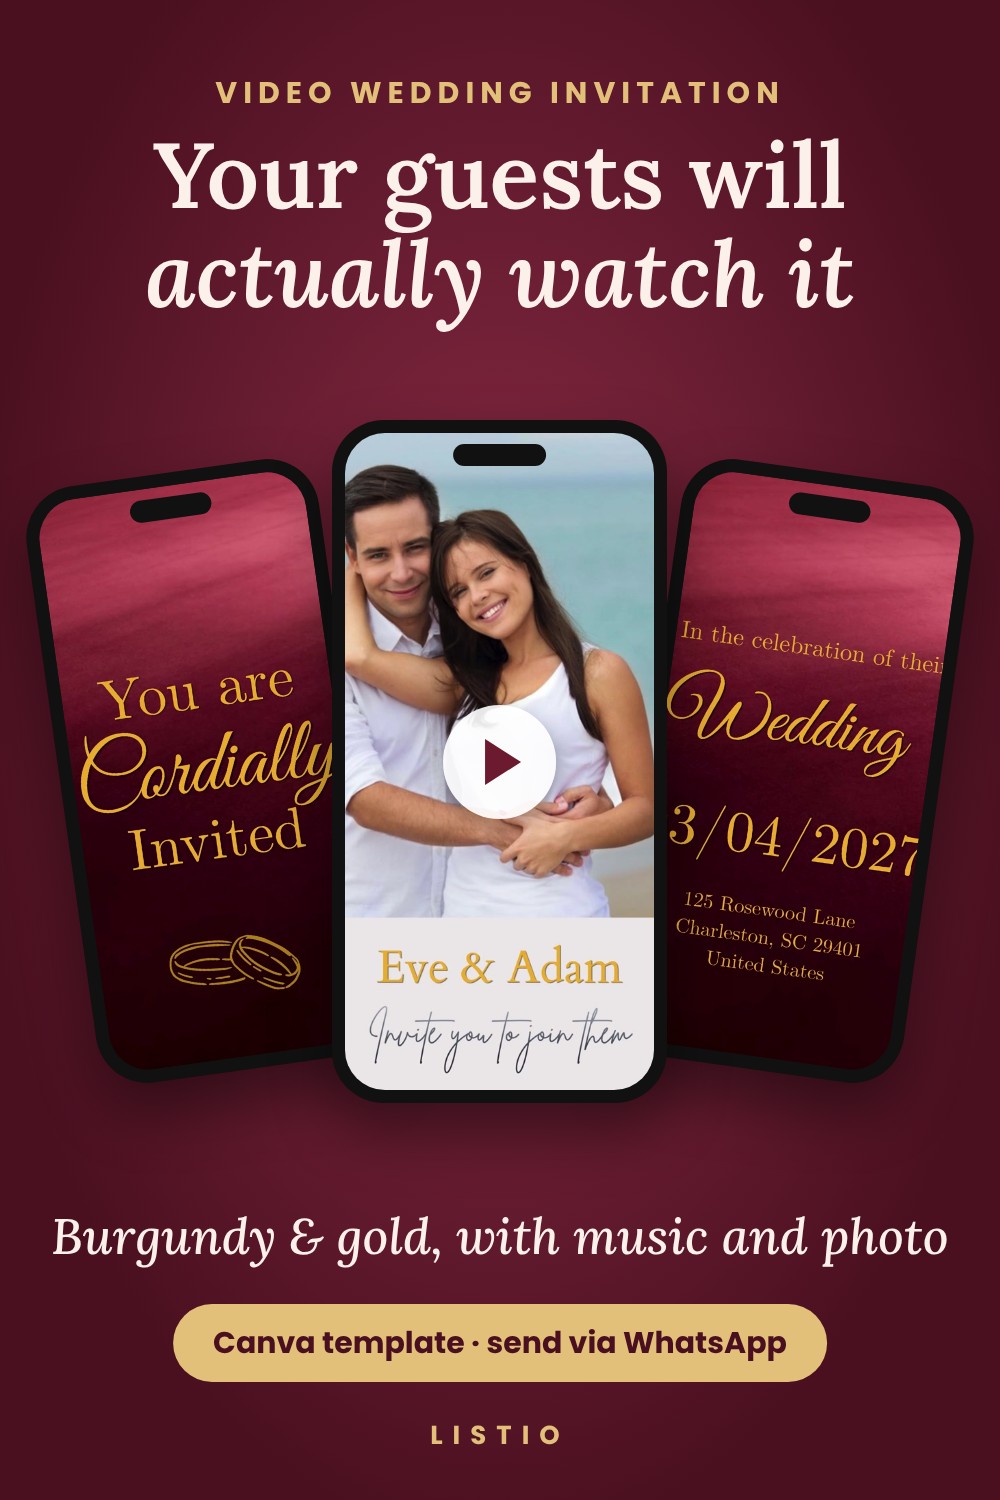 VIDEO WEDDING INVITATION
Your guests will
actually watch it
You are
Cordially
Invited
Eve & Adam
Invite you to join them
In the celebration of their
Wedding
3/04/2027
125 Rosewood Lane
Charleston, SC 29401
United States
Burgundy & gold, with music and photo
Canva template · send via WhatsApp
LISTIO